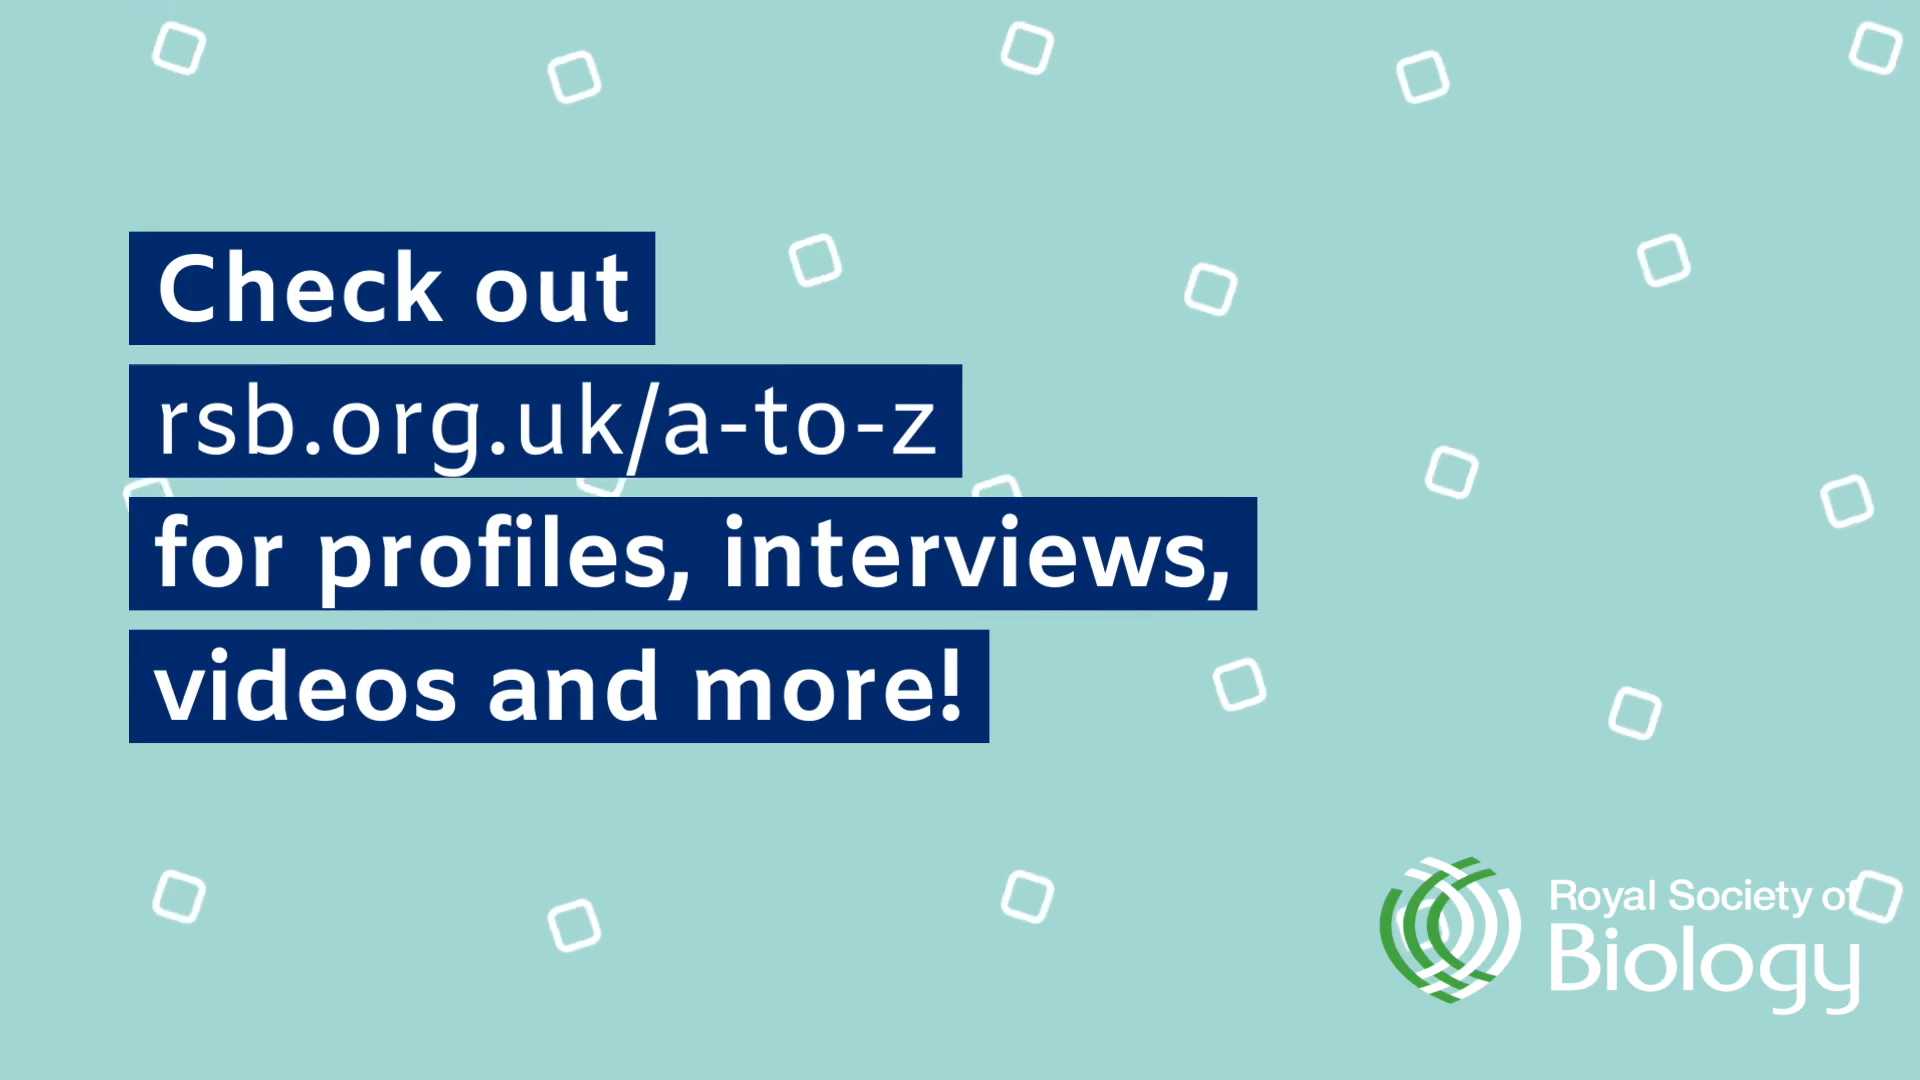 Check out
rsb.org.uk/a-to-z
for profiles, interviews,
videos and more!
Royal Society of
Biology